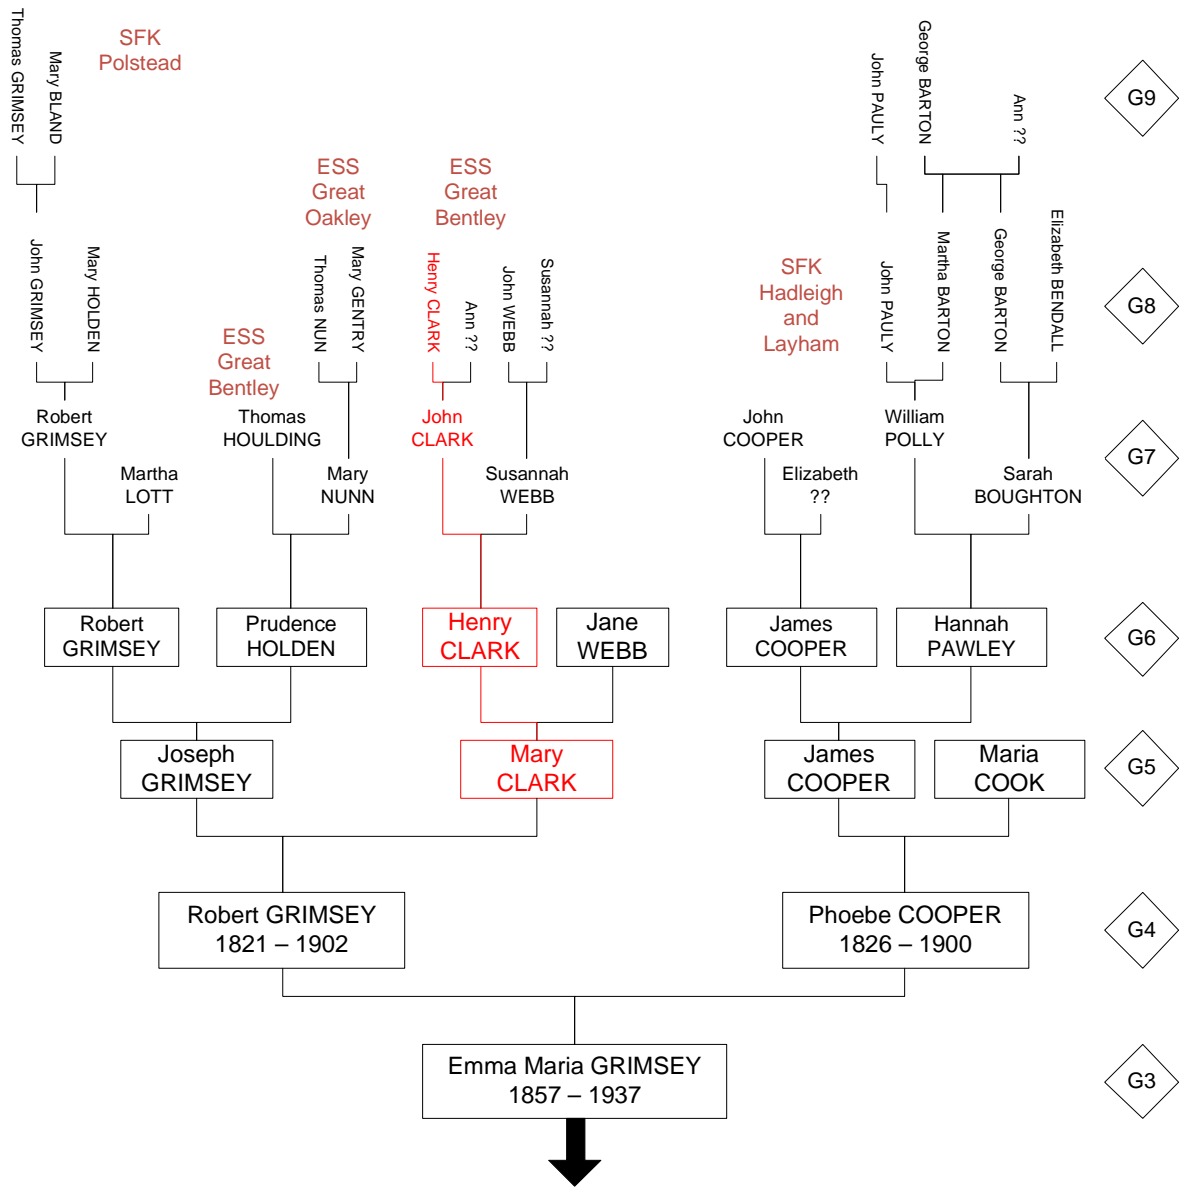 Thomas GRIMSEY
Mary BLAND
SFK
Polstead
John PAULY
George BARTON
Ann ??
G9
ESS
Great
Oakley
ESS
Great
Bentley
John GRIMSEY
Mary HOLDEN
Thomas NUN
Mary GENTRY
Henry CLARK
Ann ??
John WEBB
Susannah ??
SFK
Hadleigh
and
Layham
John PAULY
Martha BARTON
George BARTON
Elizabeth BENDALL
G8
ESS
Great
Bentley
Robert
GRIMSEY
Martha
LOTT
Thomas
HOULDING
Mary
NUNN
John
CLARK
Susannah
WEBB
John
COOPER
Elizabeth
??
William
POLLY
Sarah
BOUGHTON
G7
Robert
GRIMSEY
Prudence
HOLDEN
Henry
CLARK
Jane
WEBB
James
COOPER
Hannah
PAWLEY
G6
Joseph
GRIMSEY
Mary
CLARK
James
COOPER
Maria
COOK
G5
Robert GRIMSEY
1821 – 1902
Phoebe COOPER
1826 – 1900
G4
Emma Maria GRIMSEY
1857 – 1937
G3